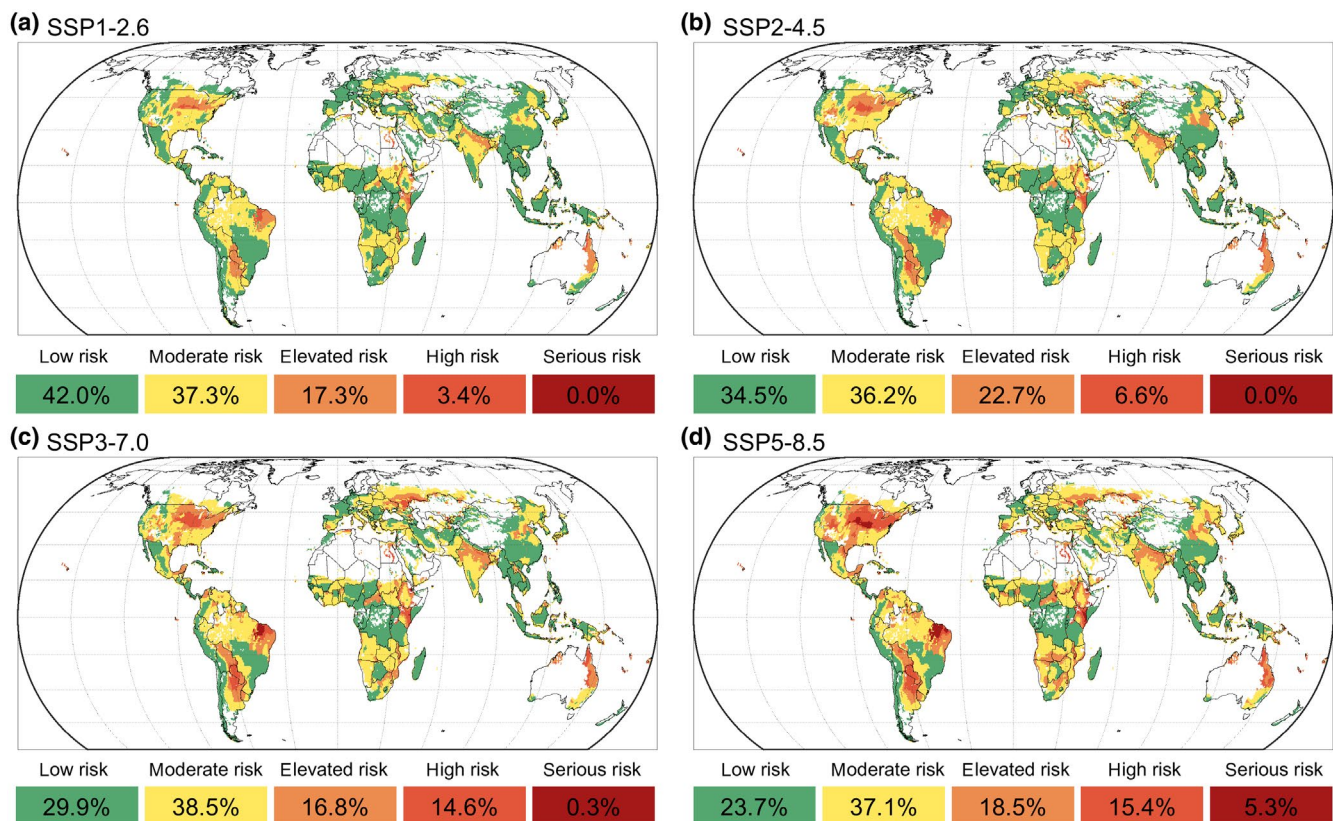 (a) SSP1-2.6
(b) SSP2-4.5
Low risk Moderate risk Elevated risk High risk Serious risk
42.0% 37.3% 17.3% 3.4% 0.0%
Low risk Moderate risk Elevated risk High risk Serious risk
34.5% 36.2% 22.7% 6.6% 0.0%
(c) SSP3-7.0
(d) SSP5-8.5
Low risk Moderate risk Elevated risk High risk Serious risk
29.9% 38.5% 16.8% 14.6% 0.3%
Low risk Moderate risk Elevated risk High risk Serious risk
23.7% 37.1% 18.5% 15.4% 5.3%